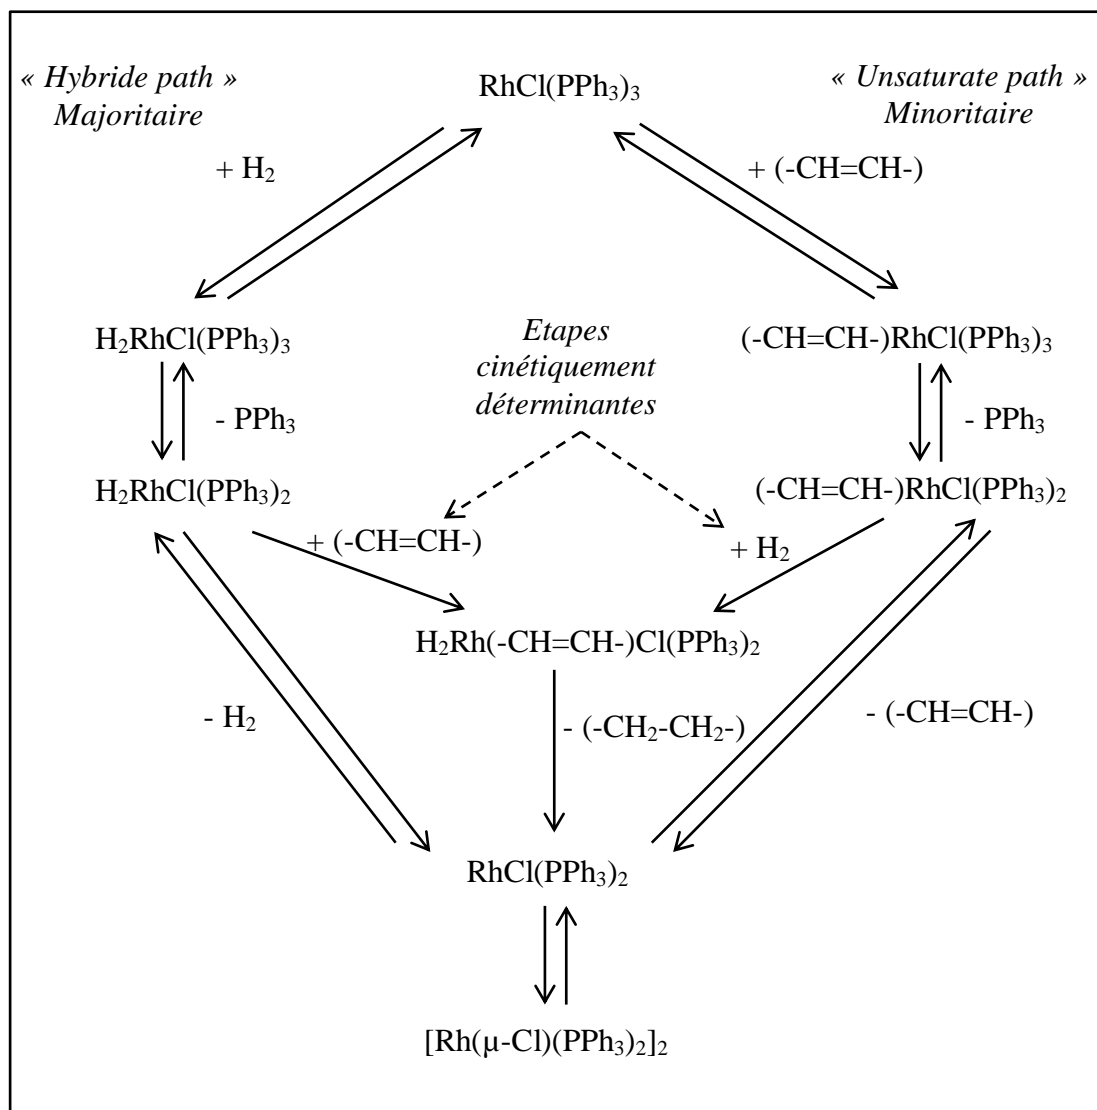 « Hybride path »
Majoritaire
RhCl(PPh₃)₃
« Unsaturate path »
Minoritaire
+ H₂
+ (-CH=CH-)
H₂RhCl(PPh₃)₃
Etapes
cinétiquement
déterminantes
(-CH=CH-)RhCl(PPh₃)₃
- PPh₃
- PPh₃
H₂RhCl(PPh₃)₂
(-CH=CH-)RhCl(PPh₃)₂
+ (-CH=CH-)
+ H₂
H₂Rh(-CH=CH-)Cl(PPh₃)₂
- H₂
- (-CH₂-CH₂-)
- (-CH=CH-)
RhCl(PPh₃)₂
[Rh(µ-Cl)(PPh₃)₂]₂